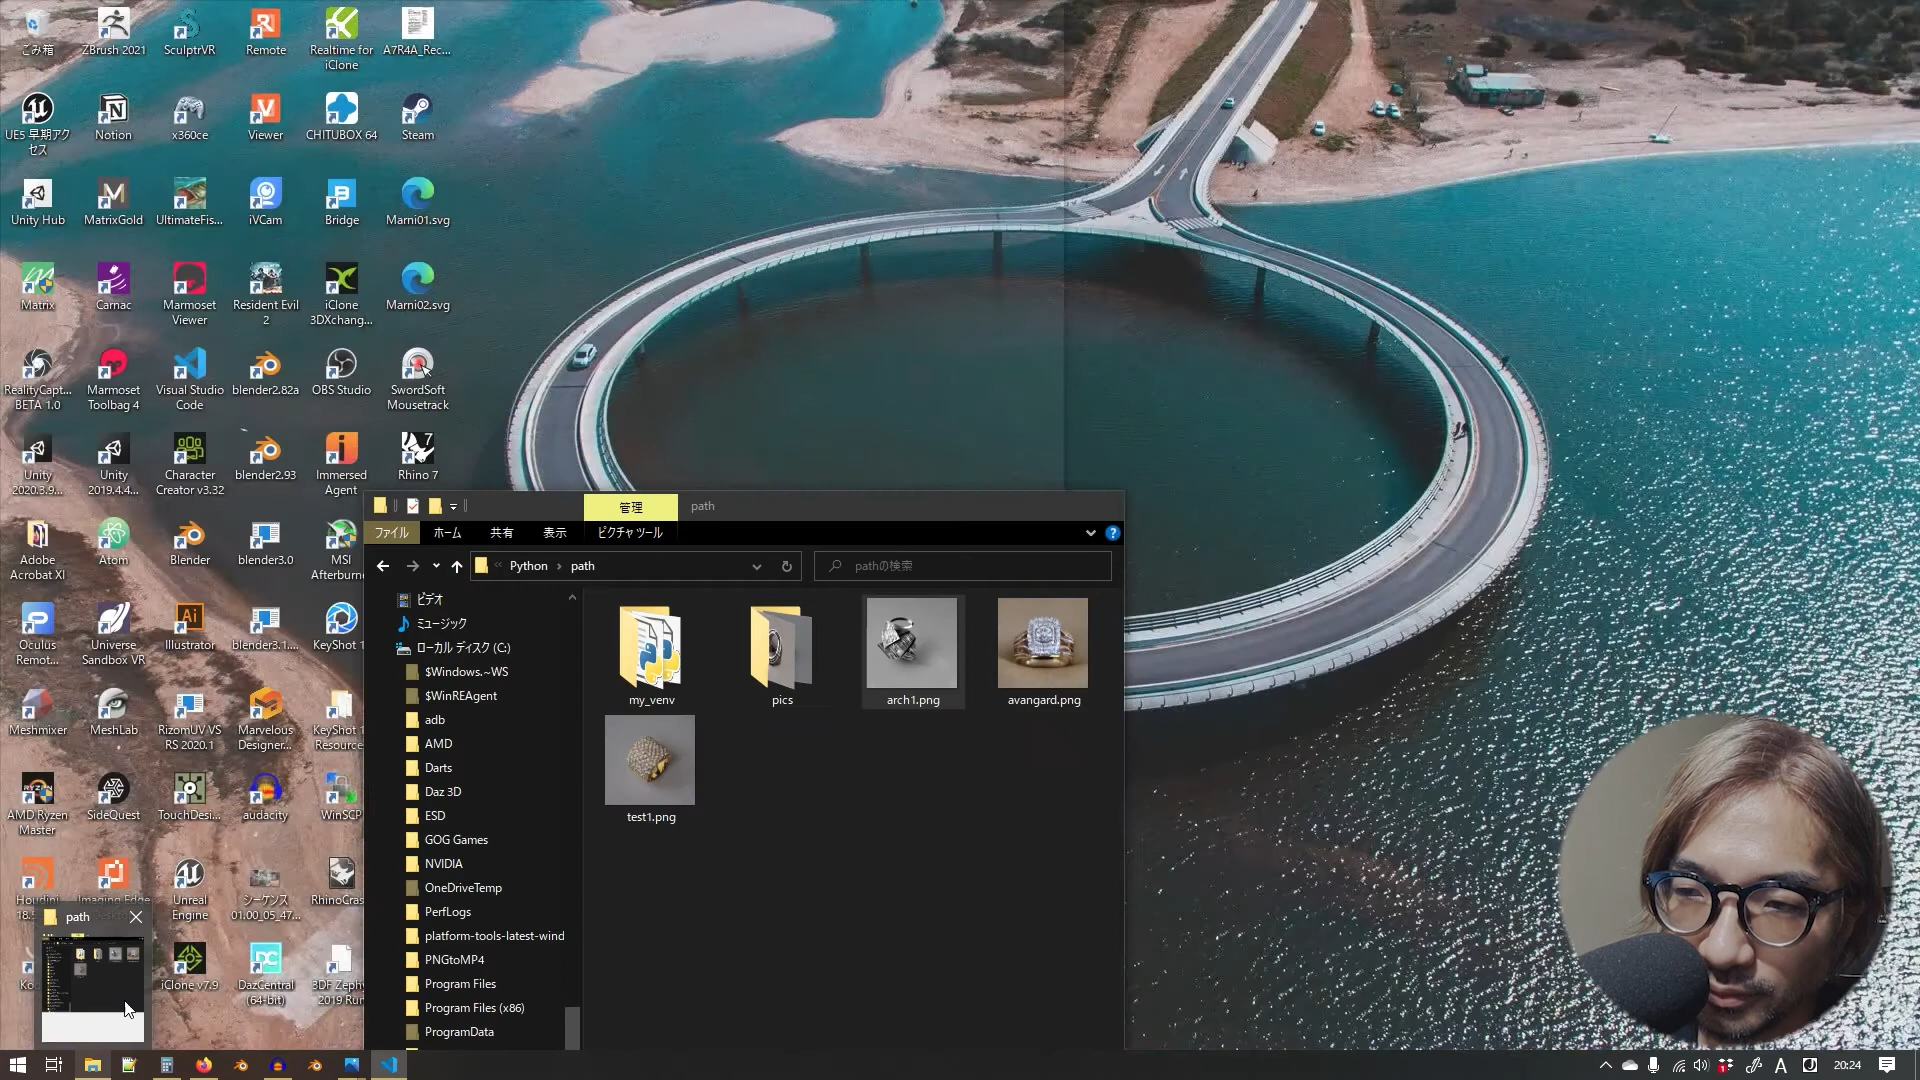 ごみ箱
ZBrush 2021
SculptrVR
Remote
Realtime for
iClone
A7R4A_Rec...
UE5 早期アク
セス
Notion
x360ce
Viewer
CHITUBOX 64
Steam
Unity Hub
MatrixGold
UltimateFis...
iVCam
Bridge
Marni01.svg
Matrix
Carnac
Marmoset
Viewer
Resident Evil
2
iClone
3DXchang...
Marni02.svg
RealityCapt...
BETA 1.0
Marmoset
Toolbag 4
Visual Studio
Code
blender2.82a
OBS Studio
SwordSoft
Mousetrack
Unity
2020.3.9...
Unity
2019.4.4...
Character
Creator v3.32
blender2.93
Immersed
Agent
Rhino 7
Adobe
Acrobat XI
Atom
Blender
blender3.0
MSI
Afterburn
Oculus
Remot...
Universe
Sandbox VR
Illustrator
blender3.1....
KeyShot 1
Meshmixer
MeshLab
RizomUV VS
RS 2020.1
Marvelous
Designer...
KeyShot 1
Resource
AMD Ryzen
Master
SideQuest
TouchDesi...
audacity
WinSCP
Houdini
18.
Imaging Edge
Unreal
Engine
シーケンス
01.00_05_47...
RhinoCras
Ko
iClone v7.9
DazCentral
(64-bit)
3DF Zeph
2019 Run
path
管理
path
ファイル
ホーム
共有
表示
ピクチャ ツール
Python
path
pathの検索
ビデオ
ミュージック
ローカル ディスク (C:)
$Windows.~WS
$WinREAgent
adb
AMD
Darts
Daz 3D
ESD
GOG Games
NVIDIA
OneDriveTemp
PerfLogs
platform-tools-latest-wind
PNGtoMP4
Program Files
Program Files (x86)
ProgramData
my_venv
pics
arch1.png
avangard.png
test1.png
A
20:24